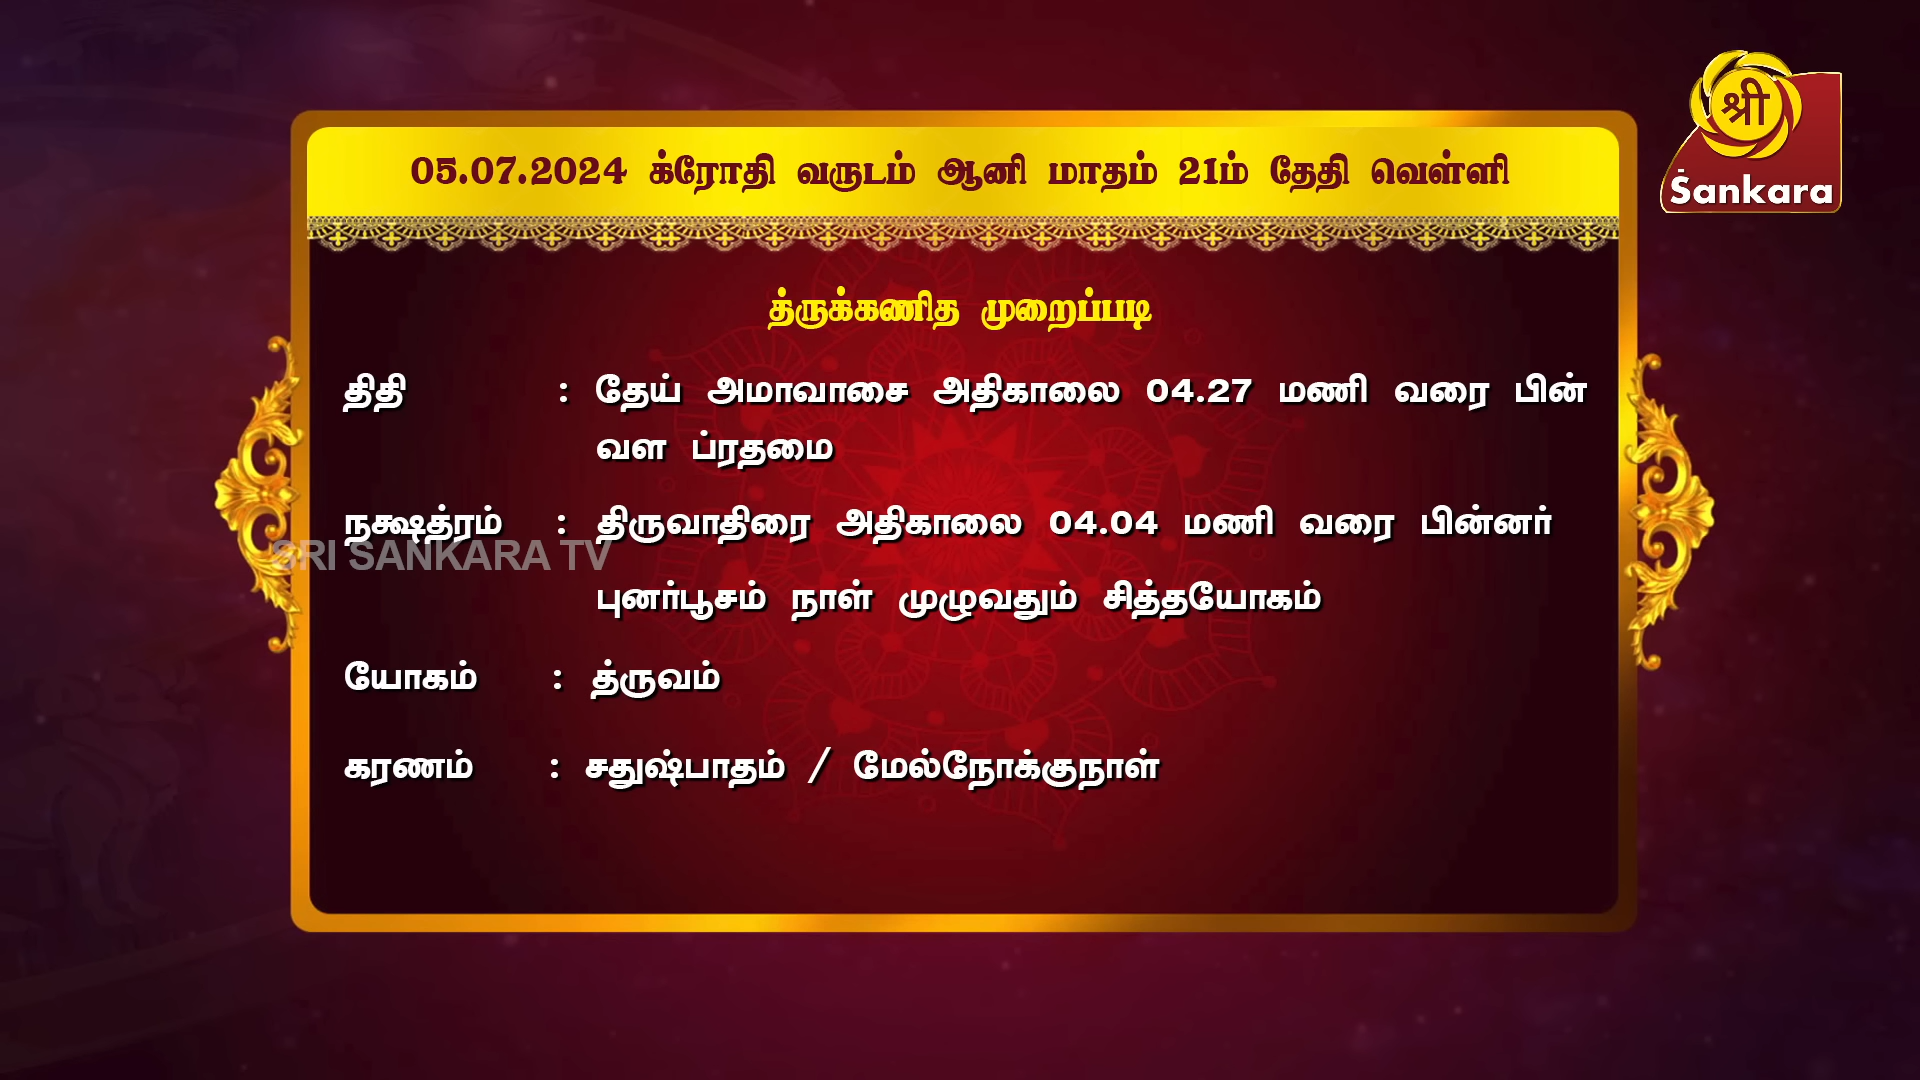 श्री
Sankara
05.07.2024 க்ரோதி வருடம் ஆனி மாதம் 21ம் தேதி வெள்ளி
த்ருக்கணித முறைப்படி
திதி : தேய் அமாவாசை அதிகாலை 04.27 மணி வரை பின்
வள ப்ரதமை
நக்ஷத்ரம் : திருவாதிரை அதிகாலை 04.04 மணி வரை பின்னர்
SRI SANKARA TV
புனர்பூசம் நாள் முழுவதும் சித்தயோகம்
யோகம் : த்ருவம்
கரணம் : சதுஷ்பாதம் / மேல்நோக்குநாள்